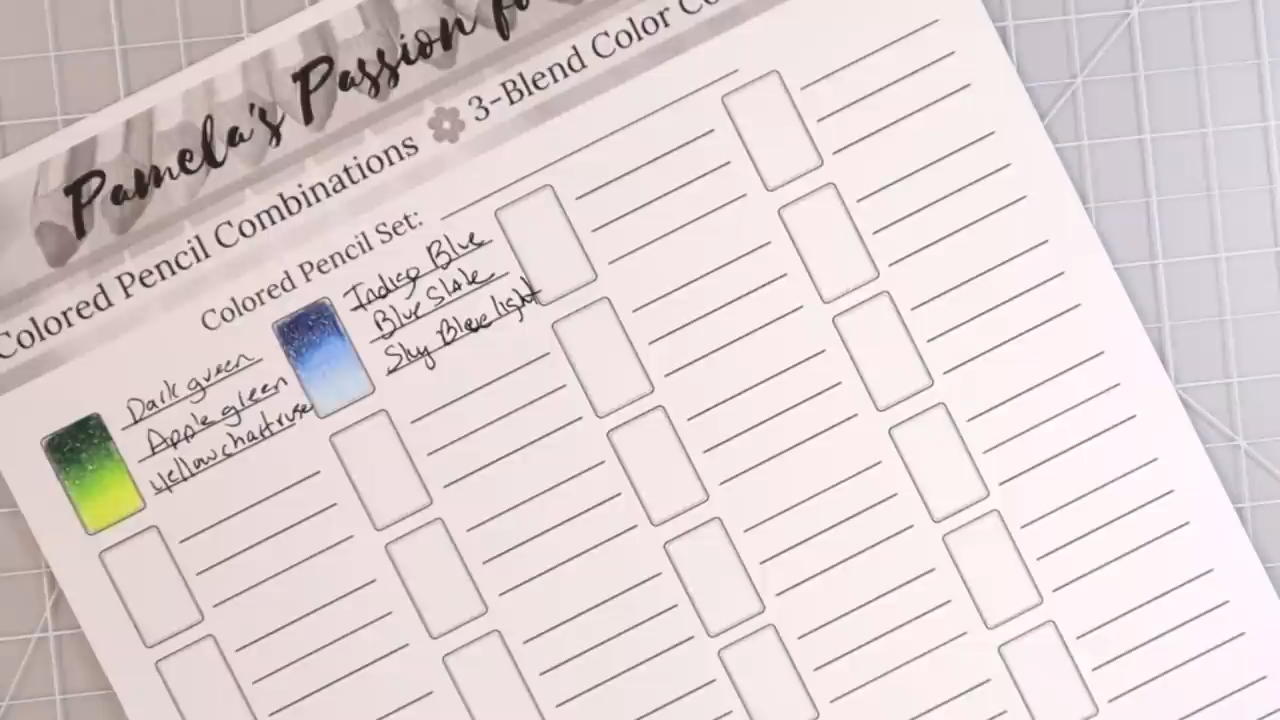 Pamela's Passion f
Colored Pencil Combinations 3-Blend Color Co
Colored Pencil Set:
Dark green
Apple green
yellow chartruse
Indigo Blue
Blue Slate
Sky Blue light